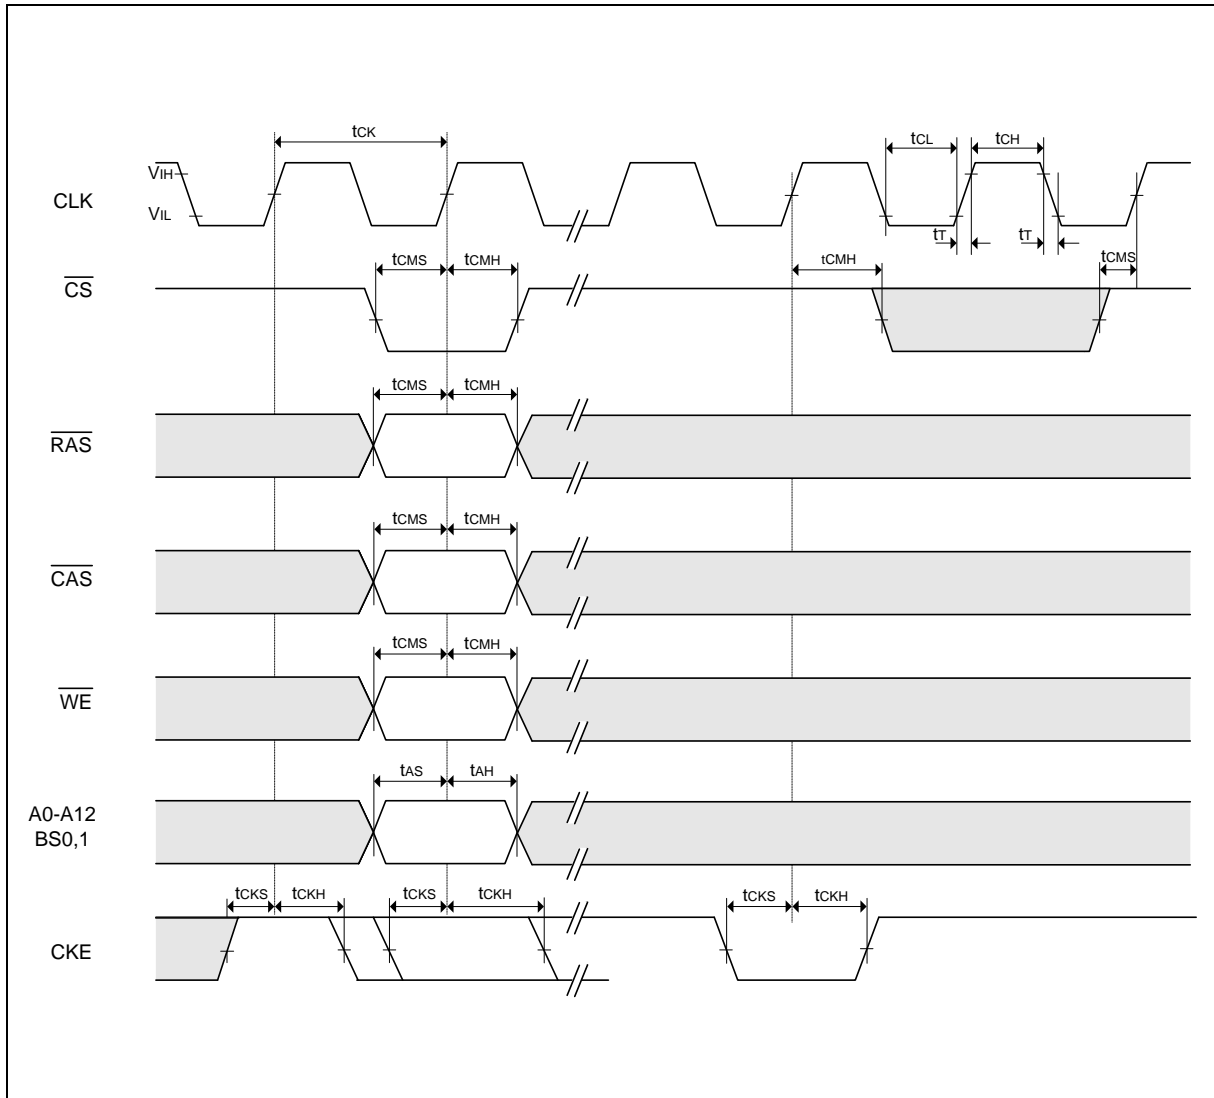 tCK
tCL tCH
VIH
CLK
VIL
tT tT
tCMS tCMH tCMH tCMS
CS
tCMS tCMH
RAS
tCMS tCMH
CAS
tCMS tCMH
WE
tAS tAH
A0-A12
BS0,1
tCKS tCKH tCKS tCKH tCKS tCKH
CKE